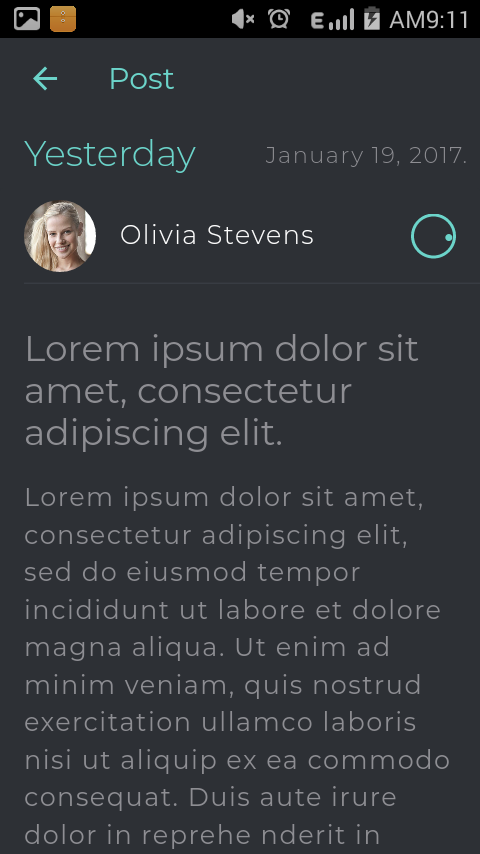 E AM9:11
Post
Yesterday January 19, 2017.
Olivia Stevens
Lorem ipsum dolor sit
amet, consectetur
adipiscing elit.
Lorem ipsum dolor sit amet,
consectetur adipiscing elit,
sed do eiusmod tempor
incididunt ut labore et dolore
magna aliqua. Ut enim ad
minim veniam, quis nostrud
exercitation ullamco laboris
nisi ut aliquip ex ea commodo
consequat. Duis aute irure
dolor in reprehe nderit in